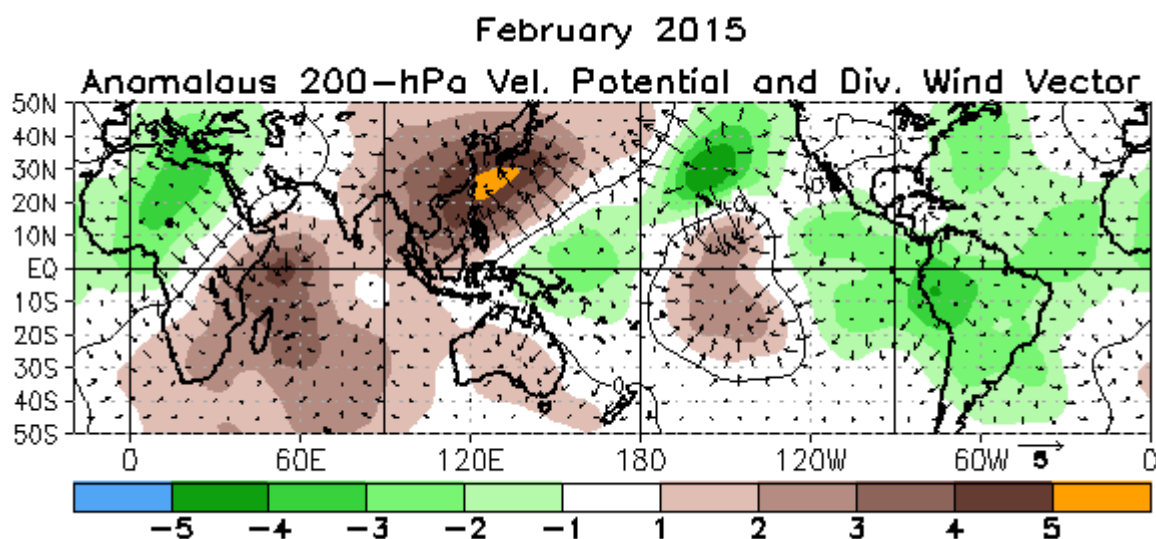 February 2015
Anomalous 200-hPa Vel. Potential and Div. Wind Vector
50N
40N
30N
20N
10N
EQ
10S
20S
30S
40S
50S
0 60E 120E 180 120W 60W 0
5
-5 -4 -3 -2 -1 1 2 3 4 5